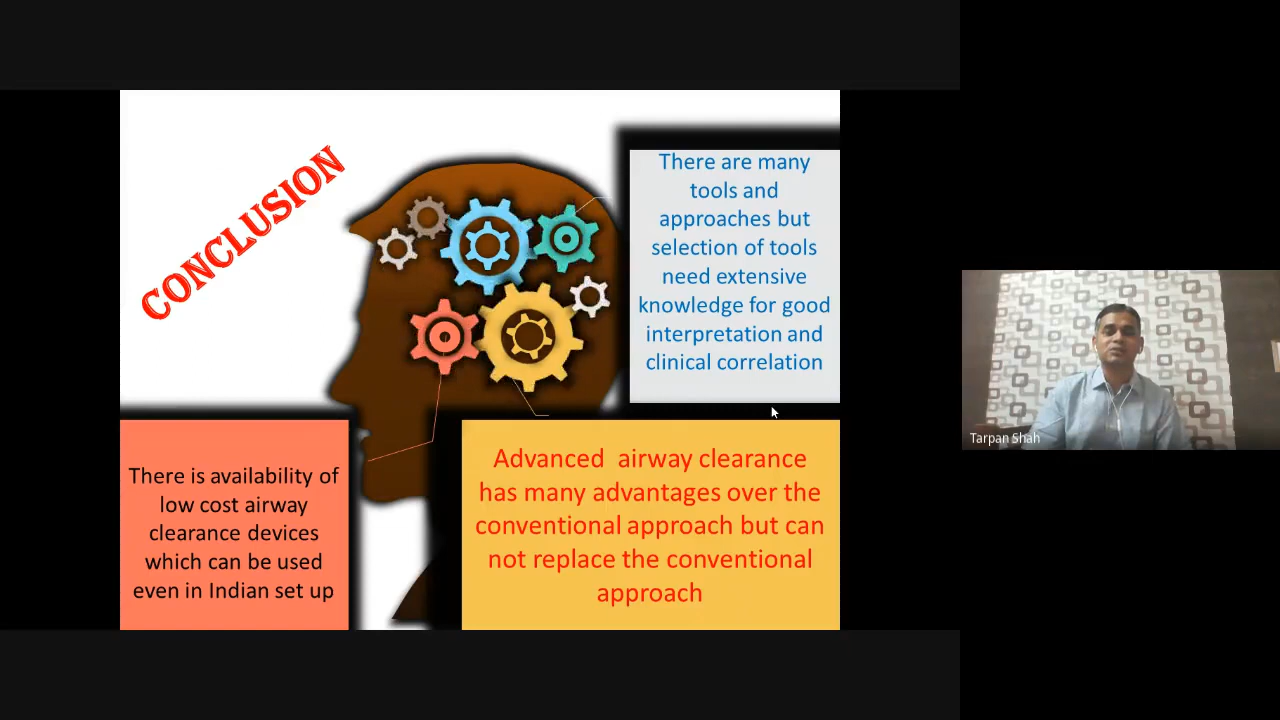 CONCLUSION
There are many
tools and
approaches but
selection of tools
need extensive
knowledge for good
interpretation and
clinical correlation
There is availability of
low cost airway
clearance devices
which can be used
even in Indian set up
Advanced airway clearance
has many advantages over the
conventional approach but can
not replace the conventional
approach
Tarpan Shah